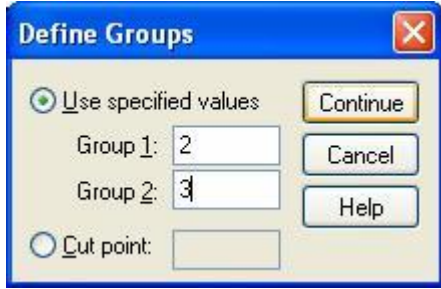 Define Groups
Use specified values
Continue
Group 1: 2
Cancel
Group 2: 3
Help
Cut point: